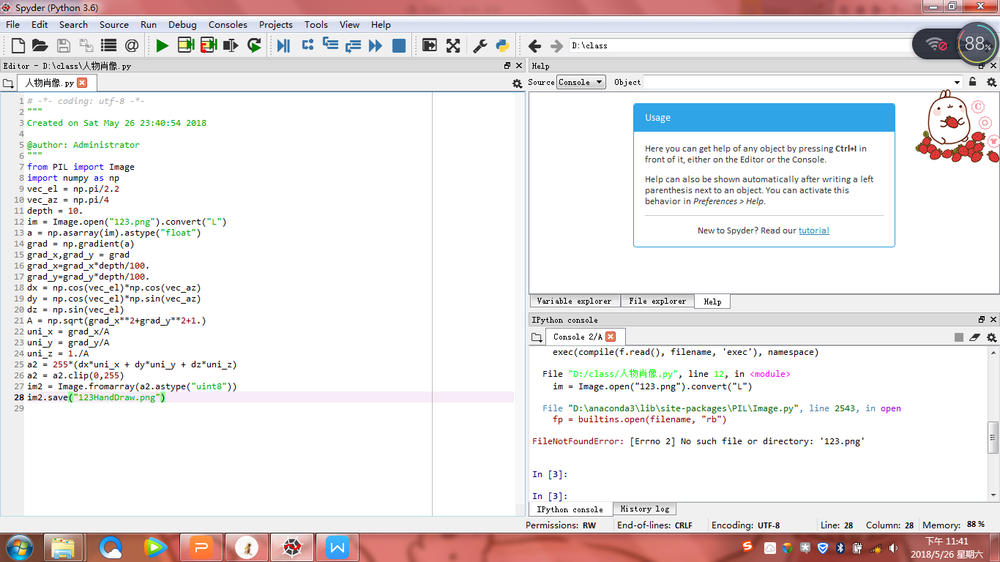 Spyder (Python 3.6)
File Edit Search Source Run Debug Consoles Projects Tools View Help
D:\class
88%
Editor - D:\class\人物肖像.py
人物肖像.py
1 # -*- coding: utf-8 -*-
2 """
3 Created on Sat May 26 23:40:54 2018
4
5 @author: Administrator
6 """
7 from PIL import Image
8 import numpy as np
9 vec_el = np.pi/2.2
10 vec_az = np.pi/4
11 depth = 10.
12 im = Image.open("123.png").convert("L")
13 a = np.asarray(im).astype("float")
14 grad = np.gradient(a)
15 grad_x,grad_y = grad
16 grad_x=grad_x*depth/100.
17 grad_y=grad_y*depth/100.
18 dx = np.cos(vec_el)*np.cos(vec_az)
19 dy = np.cos(vec_el)*np.sin(vec_az)
20 dz = np.sin(vec_el)
21 A = np.sqrt(grad_x**2+grad_y**2+1.)
22 uni_x = grad_x/A
23 uni_y = grad_y/A
24 uni_z = 1./A
25 a2 = 255*(dx*uni_x + dy*uni_y + dz*uni_z)
26 a2 = a2.clip(0,255)
27 im2 = Image.fromarray(a2.astype("uint8"))
28 im2.save("123HandDraw.png")
29
Help
Source Console Object
Usage
Here you can get help of any object by pressing Ctrl+I in
front of it, either on the Editor or the Console.
Help can also be shown automatically after writing a left
parenthesis next to an object. You can activate this
behavior in Preferences > Help.
New to Spyder? Read our tutorial
Variable explorer File explorer Help
IPython console
Console 2/A
exec(compile(f.read(), filename, 'exec'), namespace)
File "D:/class/人物肖像.py", line 12, in <module>
im = Image.open("123.png").convert("L")
File "D:\anaconda3\lib\site-packages\PIL\Image.py", line 2543, in open
fp = builtins.open(filename, "rb")
FileNotFoundError: [Errno 2] No such file or directory: '123.png'
In [3]:
In [3]:
IPython console History log
Permissions: RW End-of-lines: CRLF Encoding: UTF-8 Line: 28 Column: 28 Memory: 88 %
下午 11:41
2018/5/26 星期六